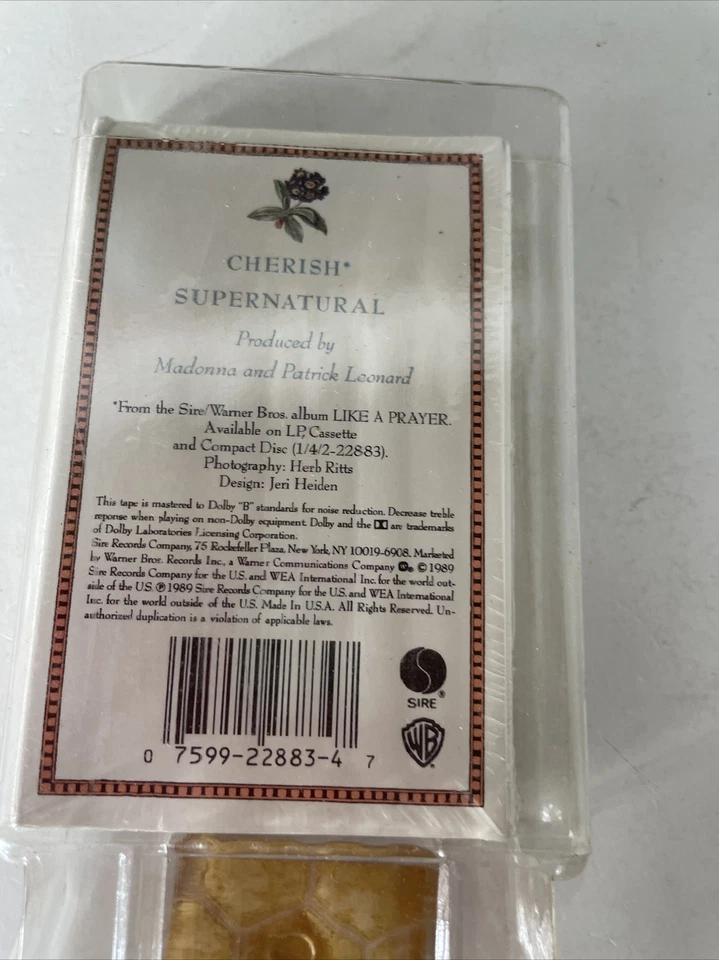 CHERISH*
SUPERNATURAL
Produced by
Madonna and Patrick Leonard
*From the Sire/Warner Bros. album LIKE A PRAYER.
Available on LP, Cassette
and Compact Disc (1/4/2-22883).
Photography: Herb Ritts
Design: Jeri Heiden
This tape is mastered to Dolby "B" standards for noise reduction. Decrease treble
reponse when playing on non-Dolby equipment. Dolby and the are trademarks
of Dolby Laboratories Licensing Corporation.
Sire Records Company, 75 Rockefeller Plaza, New York, NY 10019-6908. Marketed
by Warner Bros. Records Inc., a Warner Communications Company ©1989
Sire Records Company for the U.S. and WEA International Inc. for the world out-
side of the U.S. ℗1989 Sire Records Company for the U.S. and WEA International
Inc. for the world outside of the U.S. Made In U.S.A. All Rights Reserved. Un-
authorized duplication is a violation of applicable laws.
SIRE®
WB
0 7599-22883-4 7